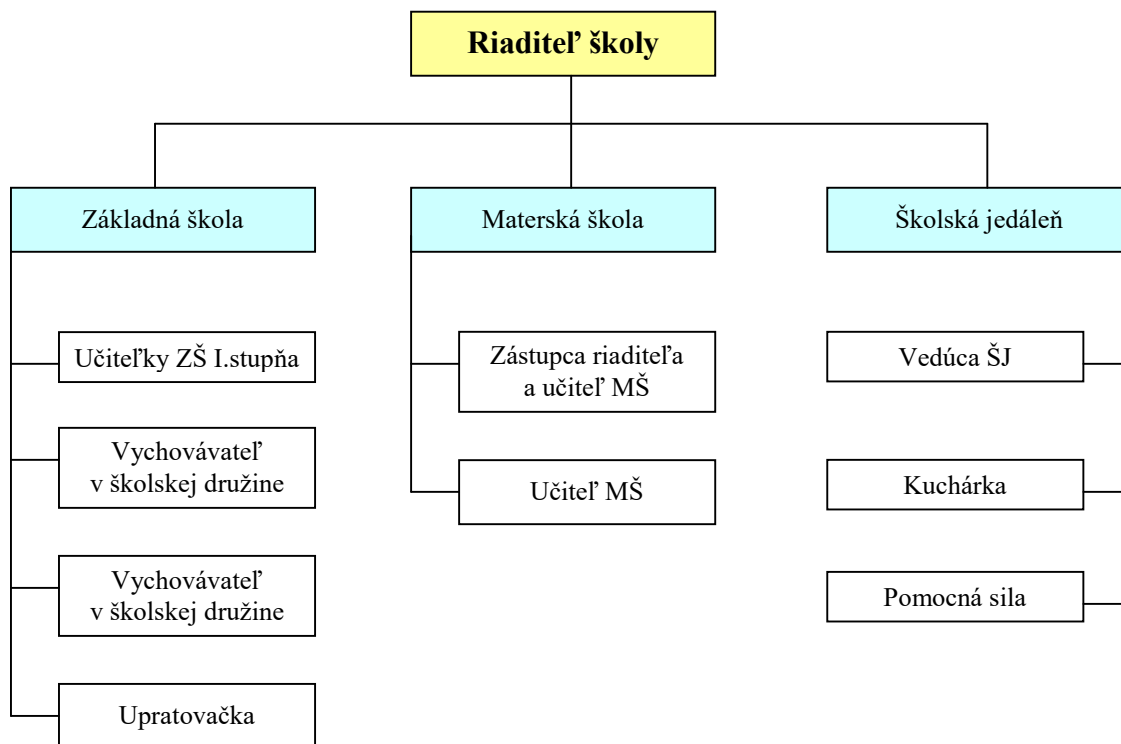 Riaditeľ školy
Základná škola
Materská škola
Školská jedáleň
Učiteľky ZŠ I.stupňa
Vychovávateľ
v školskej družine
Vychovávateľ
v školskej družine
Upratovačka
Zástupca riaditeľa
a učiteľ MŠ
Učiteľ MŠ
Vedúca ŠJ
Kuchárka
Pomocná sila